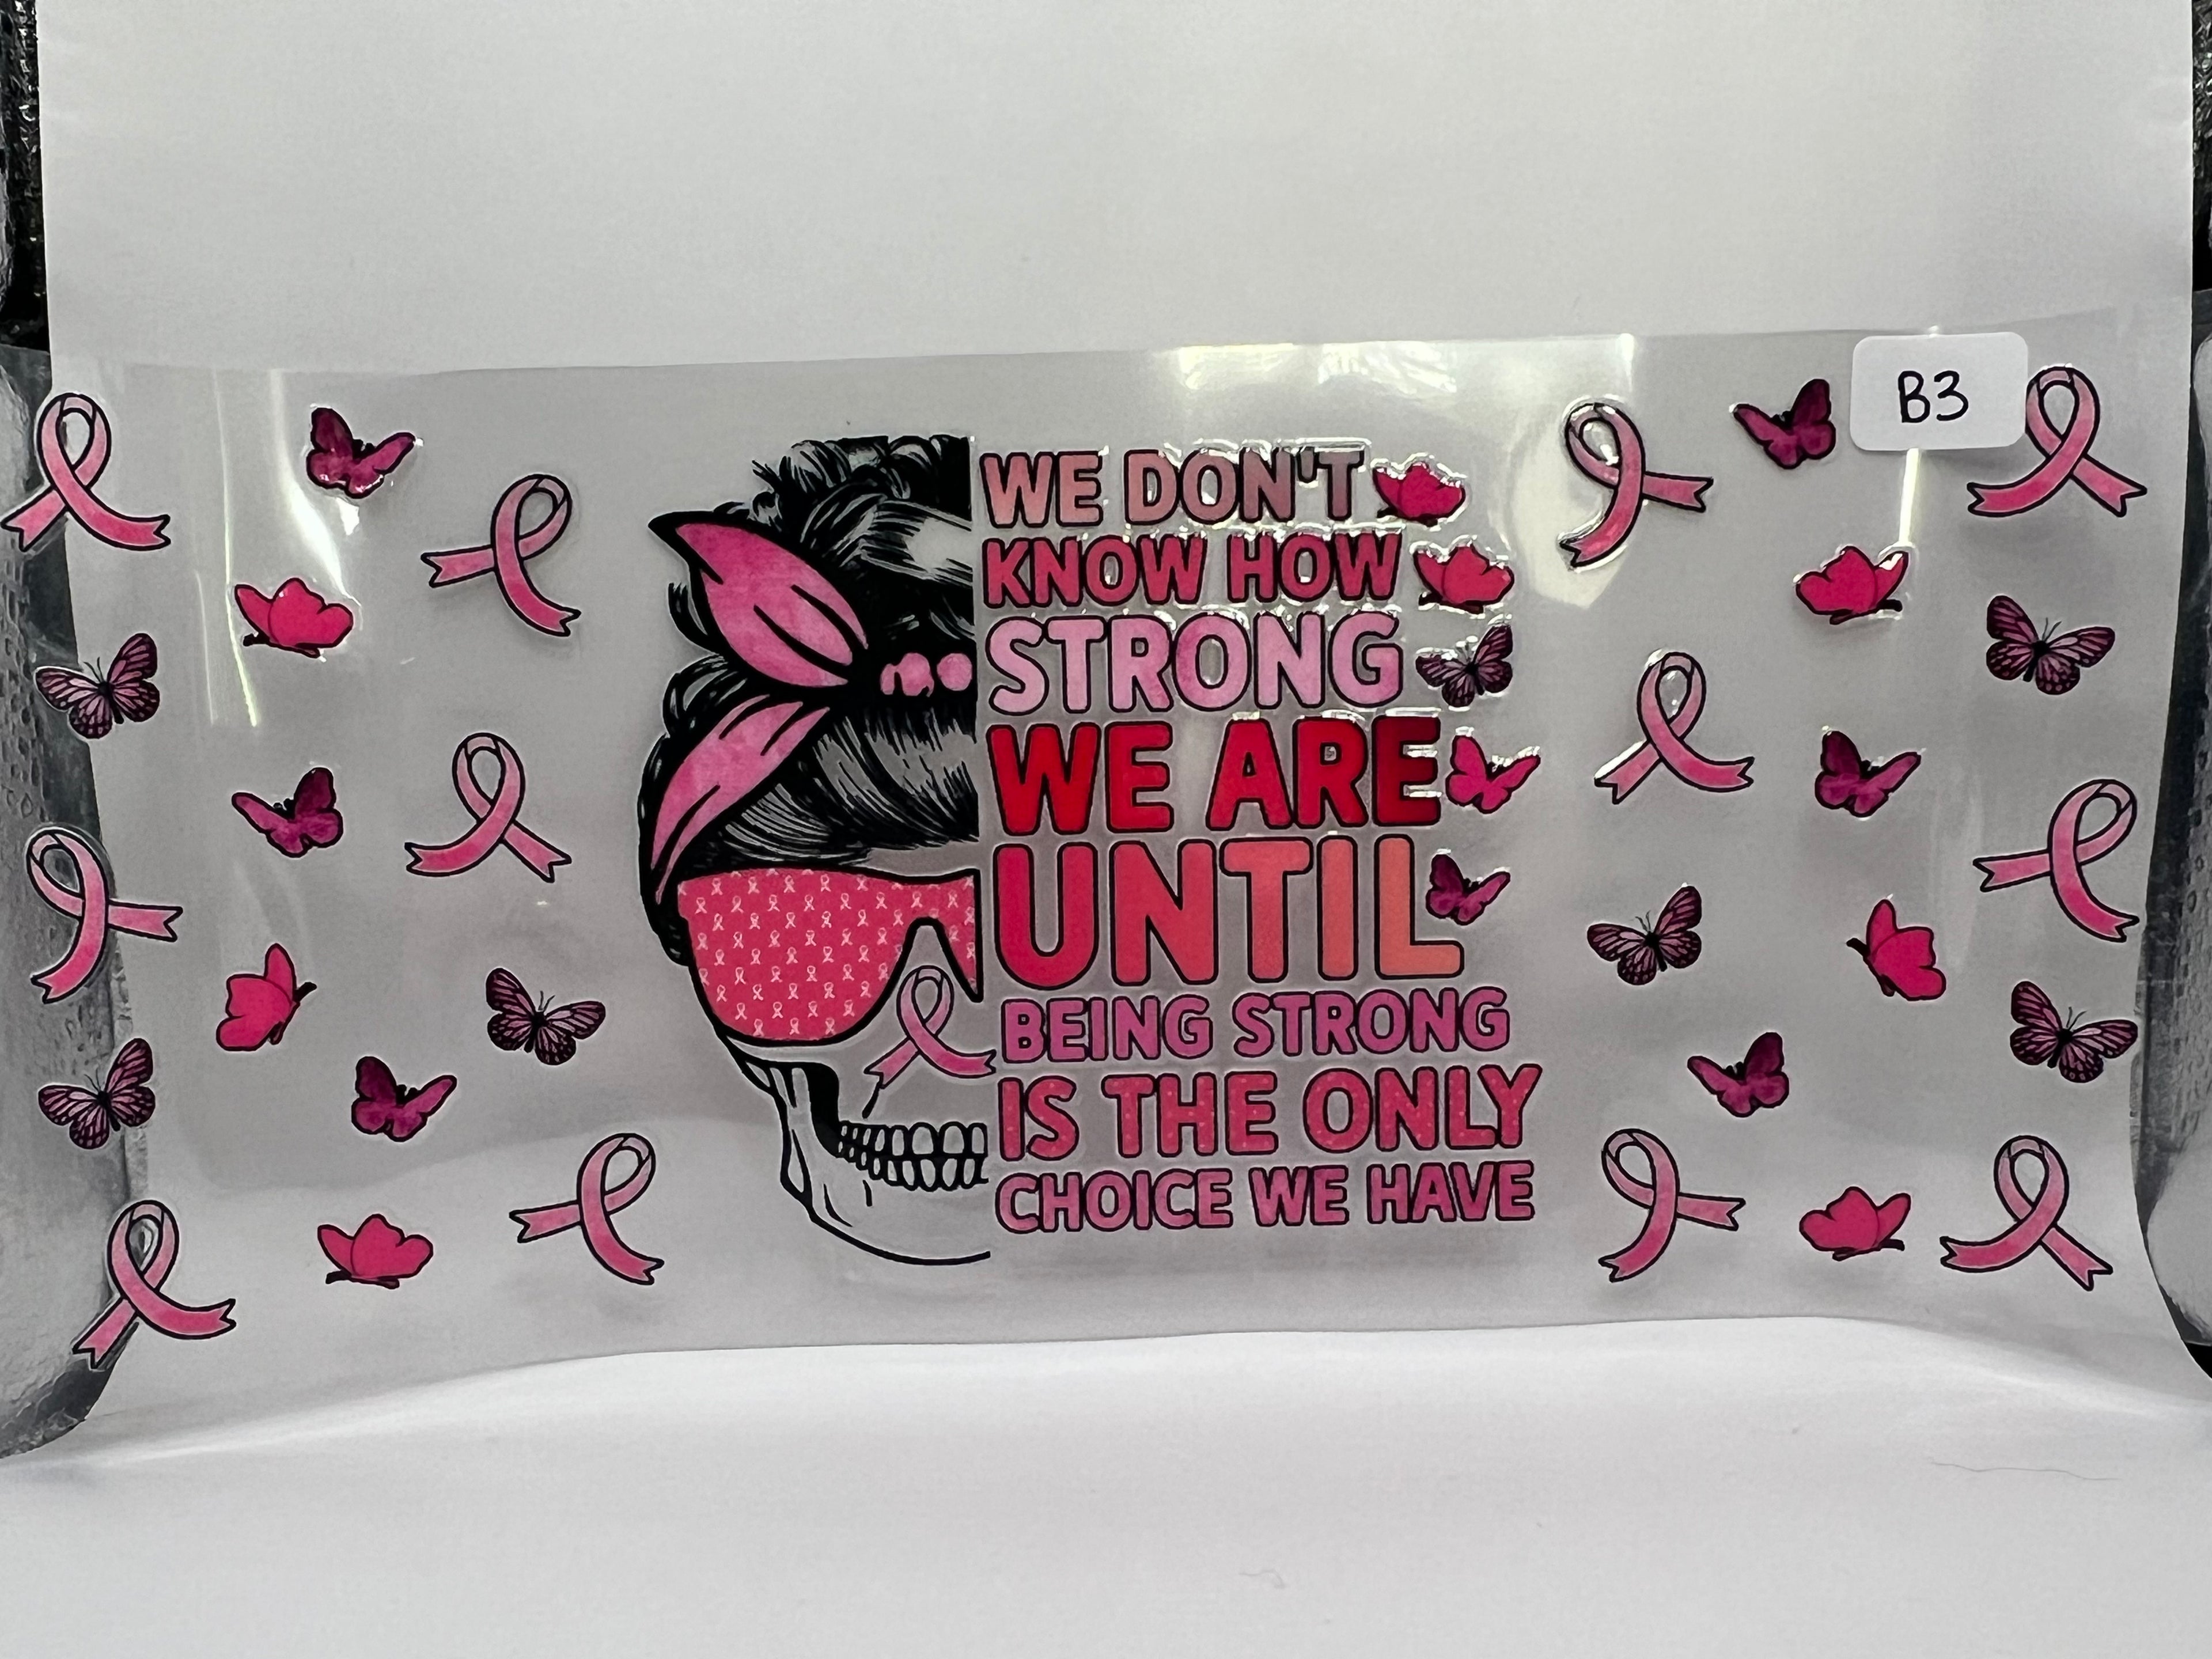 B3
WE DON'T
KNOW HOW
STRONG
WE ARE
UNTIL
BEING STRONG
IS THE ONLY
CHOICE WE HAVE